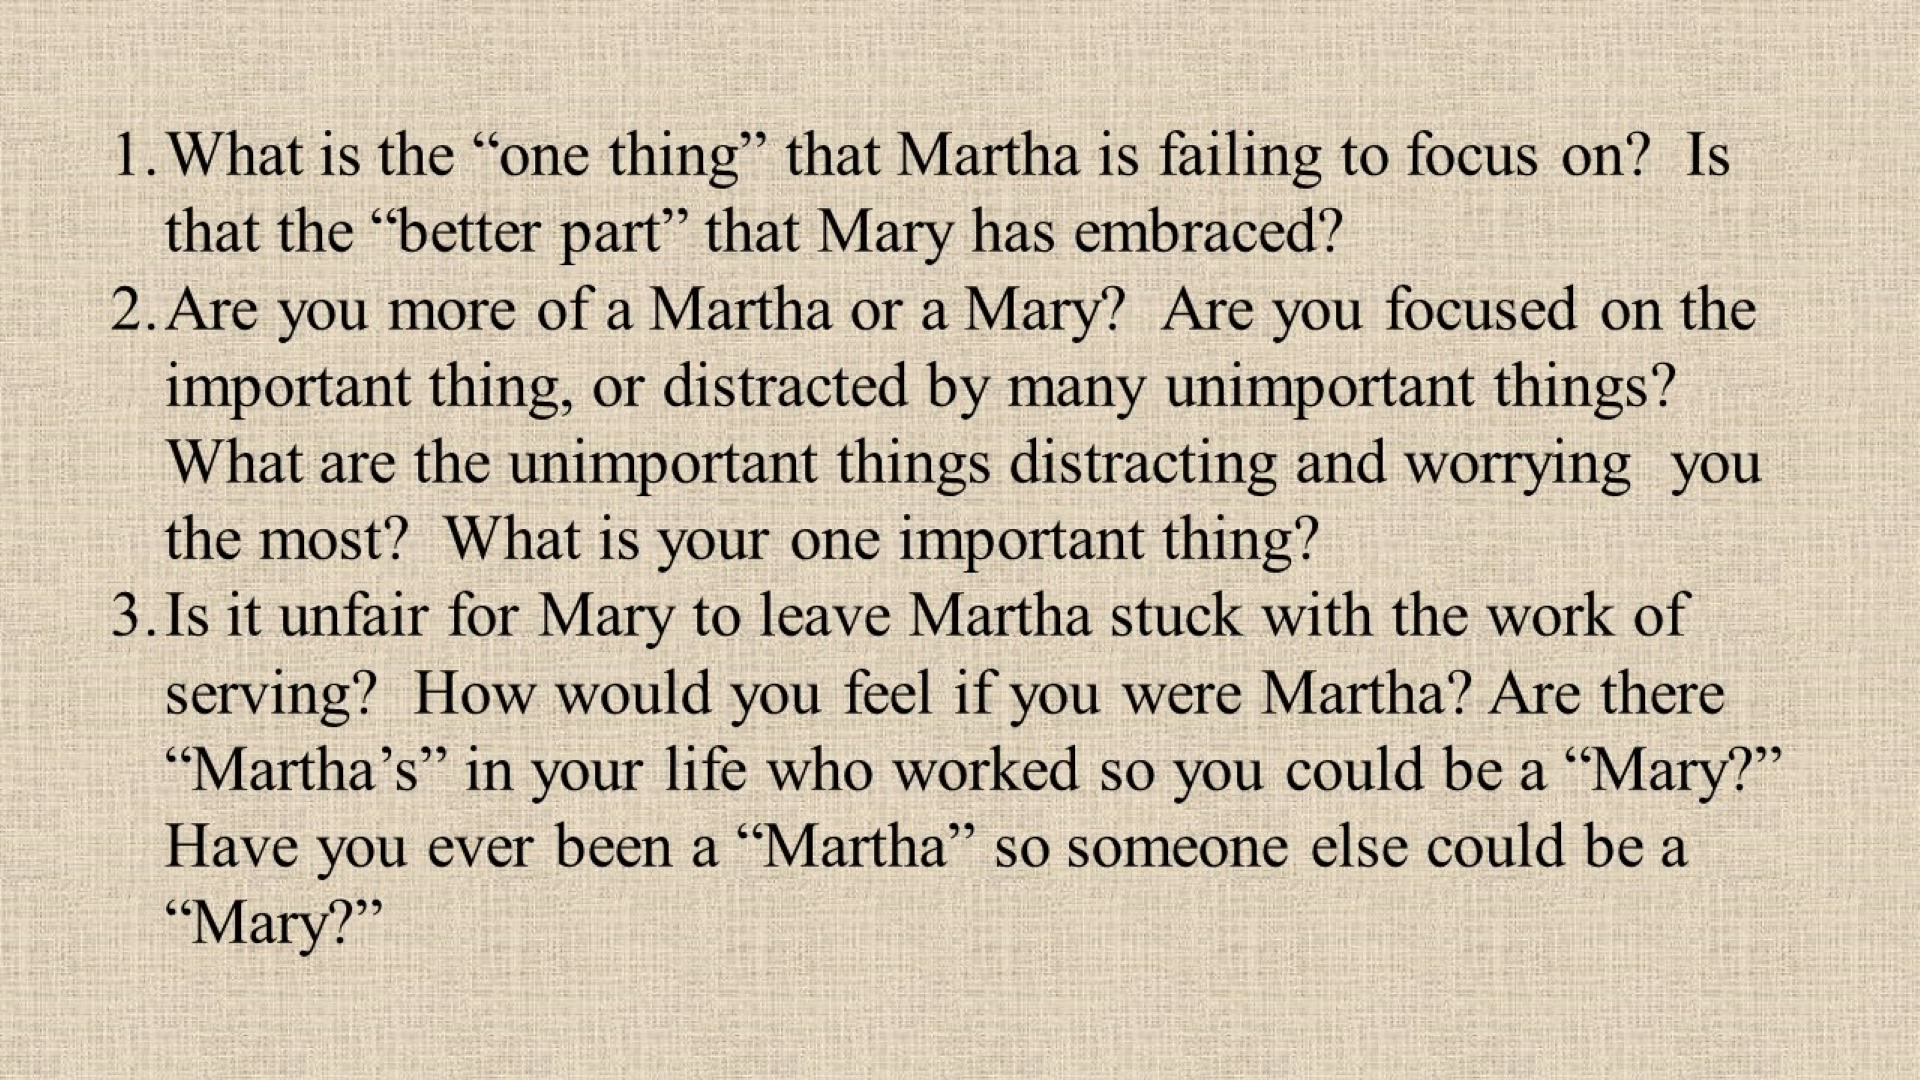 1. What is the “one thing” that Martha is failing to focus on?  Is
that the “better part” that Mary has embraced?
2. Are you more of a Martha or a Mary?  Are you focused on the
important thing, or distracted by many unimportant things?
What are the unimportant things distracting and worrying  you
the most?  What is your one important thing?
3. Is it unfair for Mary to leave Martha stuck with the work of
serving?  How would you feel if you were Martha? Are there
“Martha’s” in your life who worked so you could be a “Mary?”
Have you ever been a “Martha” so someone else could be a
“Mary?”